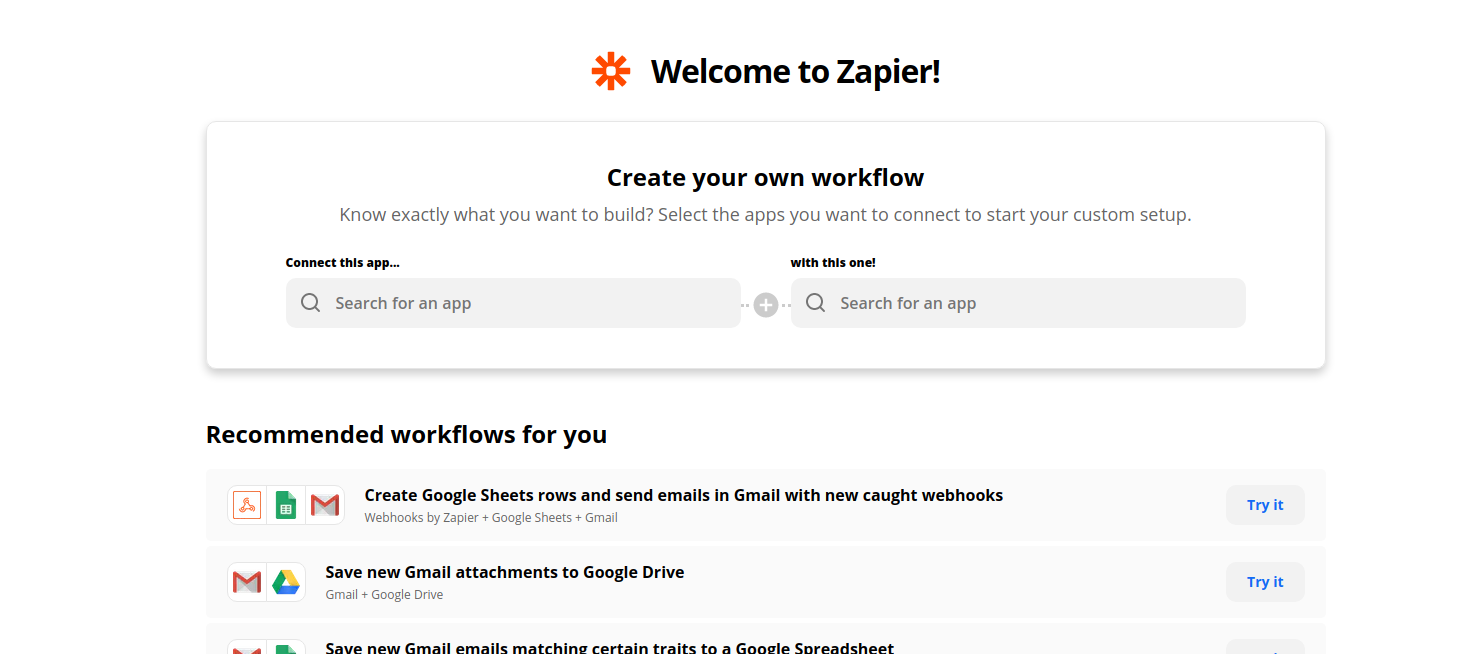 Welcome to Zapier!
Create your own workflow
Know exactly what you want to build? Select the apps you want to connect to start your custom setup.
Connect this app...
with this one!
Search for an app
Search for an app
Recommended workflows for you
Create Google Sheets rows and send emails in Gmail with new caught webhooks
Webhooks by Zapier + Google Sheets + Gmail
Try it
Save new Gmail attachments to Google Drive
Gmail + Google Drive
Try it
Save new Gmail emails matching certain traits to a Google Spreadsheet